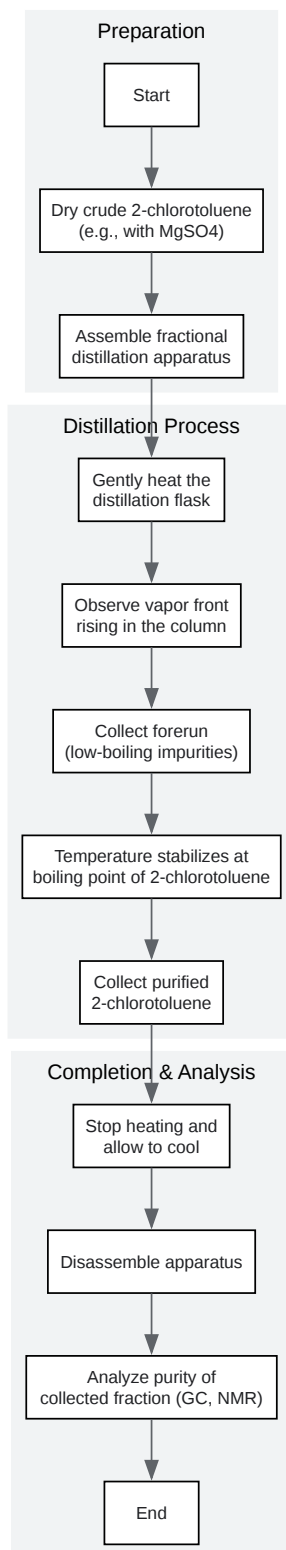 Preparation
Start
Dry crude 2-chlorotoluene
(e.g., with MgSO4)
Assemble fractional
distillation apparatus
Distillation Process
Gently heat the
distillation flask
Observe vapor front
rising in the column
Collect forerun
(low-boiling impurities)
Temperature stabilizes at
boiling point of 2-chlorotoluene
Collect purified
2-chlorotoluene
Completion & Analysis
Stop heating and
allow to cool
Disassemble apparatus
Analyze purity of
collected fraction (GC, NMR)
End